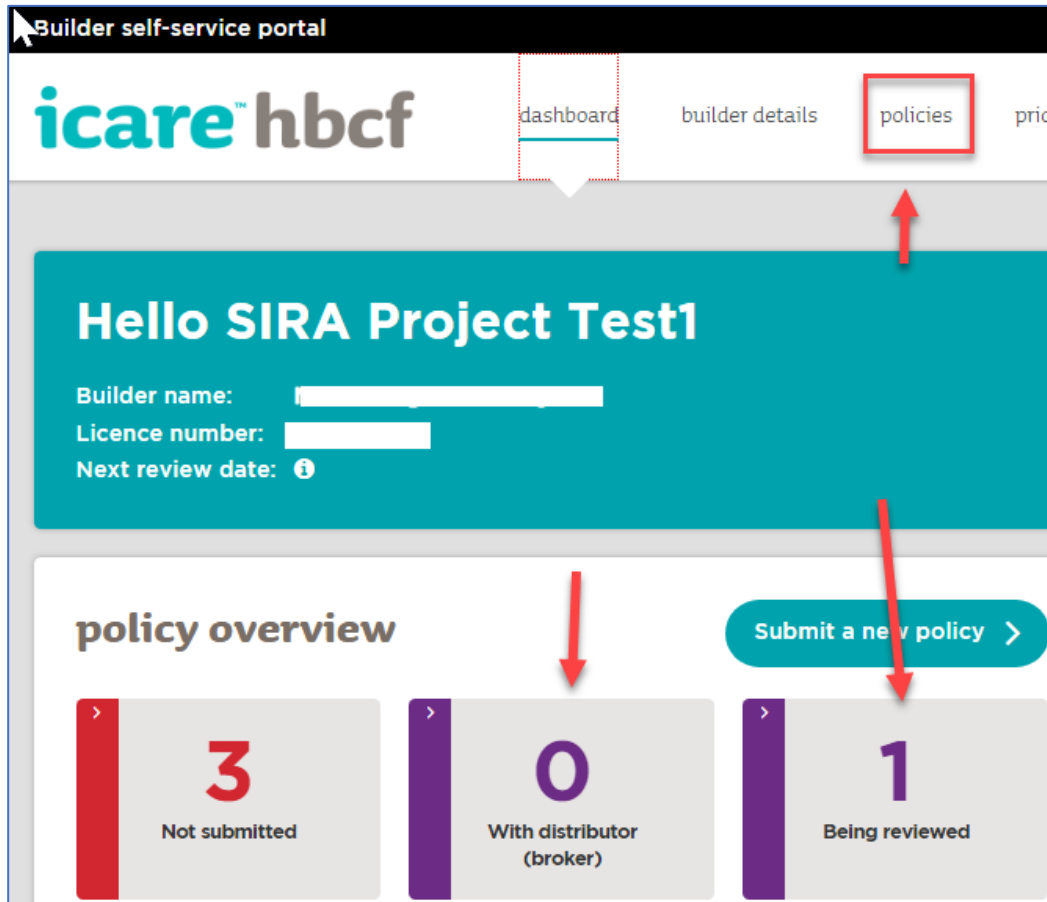 Builder self-service portal
icare™ hbcf
dashboard builder details policies
Hello SIRA Project Test1
Builder name:
Licence number:
Next review date:
policy overview
Submit a new policy
3 0 1
Not submitted With distributor Being reviewed
(broker)